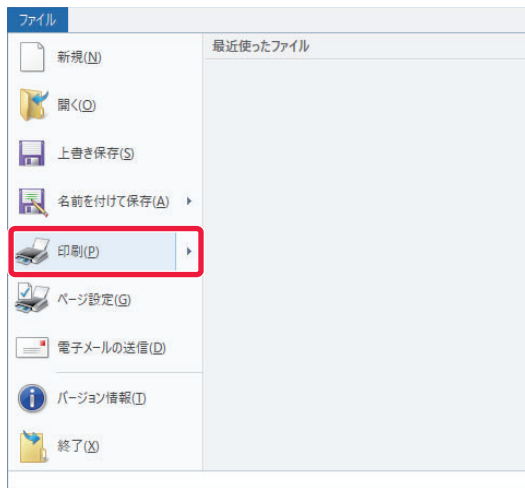 ファイル
最近使ったファイル
新規(N)
開く(O)
上書き保存(S)
名前を付けて保存(A)
印刷(P)
ページ設定(G)
電子メールの送信(D)
バージョン情報(T)
終了(X)